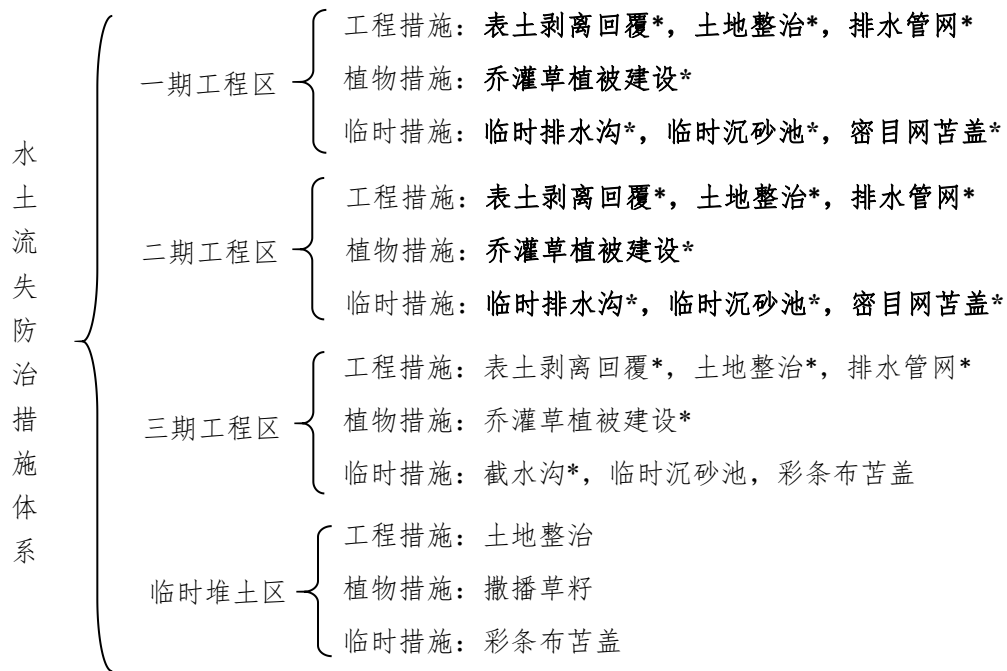 水土流失防治措施体系
一期工程区
工程措施：表土剥离回覆*，土地整治*，排水管网*
植物措施：乔灌草植被建设*
临时措施：临时排水沟*，临时沉砂池*，密目网苫盖*
二期工程区
工程措施：表土剥离回覆*，土地整治*，排水管网*
植物措施：乔灌草植被建设*
临时措施：临时排水沟*，临时沉砂池*，密目网苫盖*
三期工程区
工程措施：表土剥离回覆*，土地整治*，排水管网*
植物措施：乔灌草植被建设*
临时措施：截水沟*，临时沉砂池，彩条布苫盖
临时堆土区
工程措施：土地整治
植物措施：撒播草籽
临时措施：彩条布苫盖